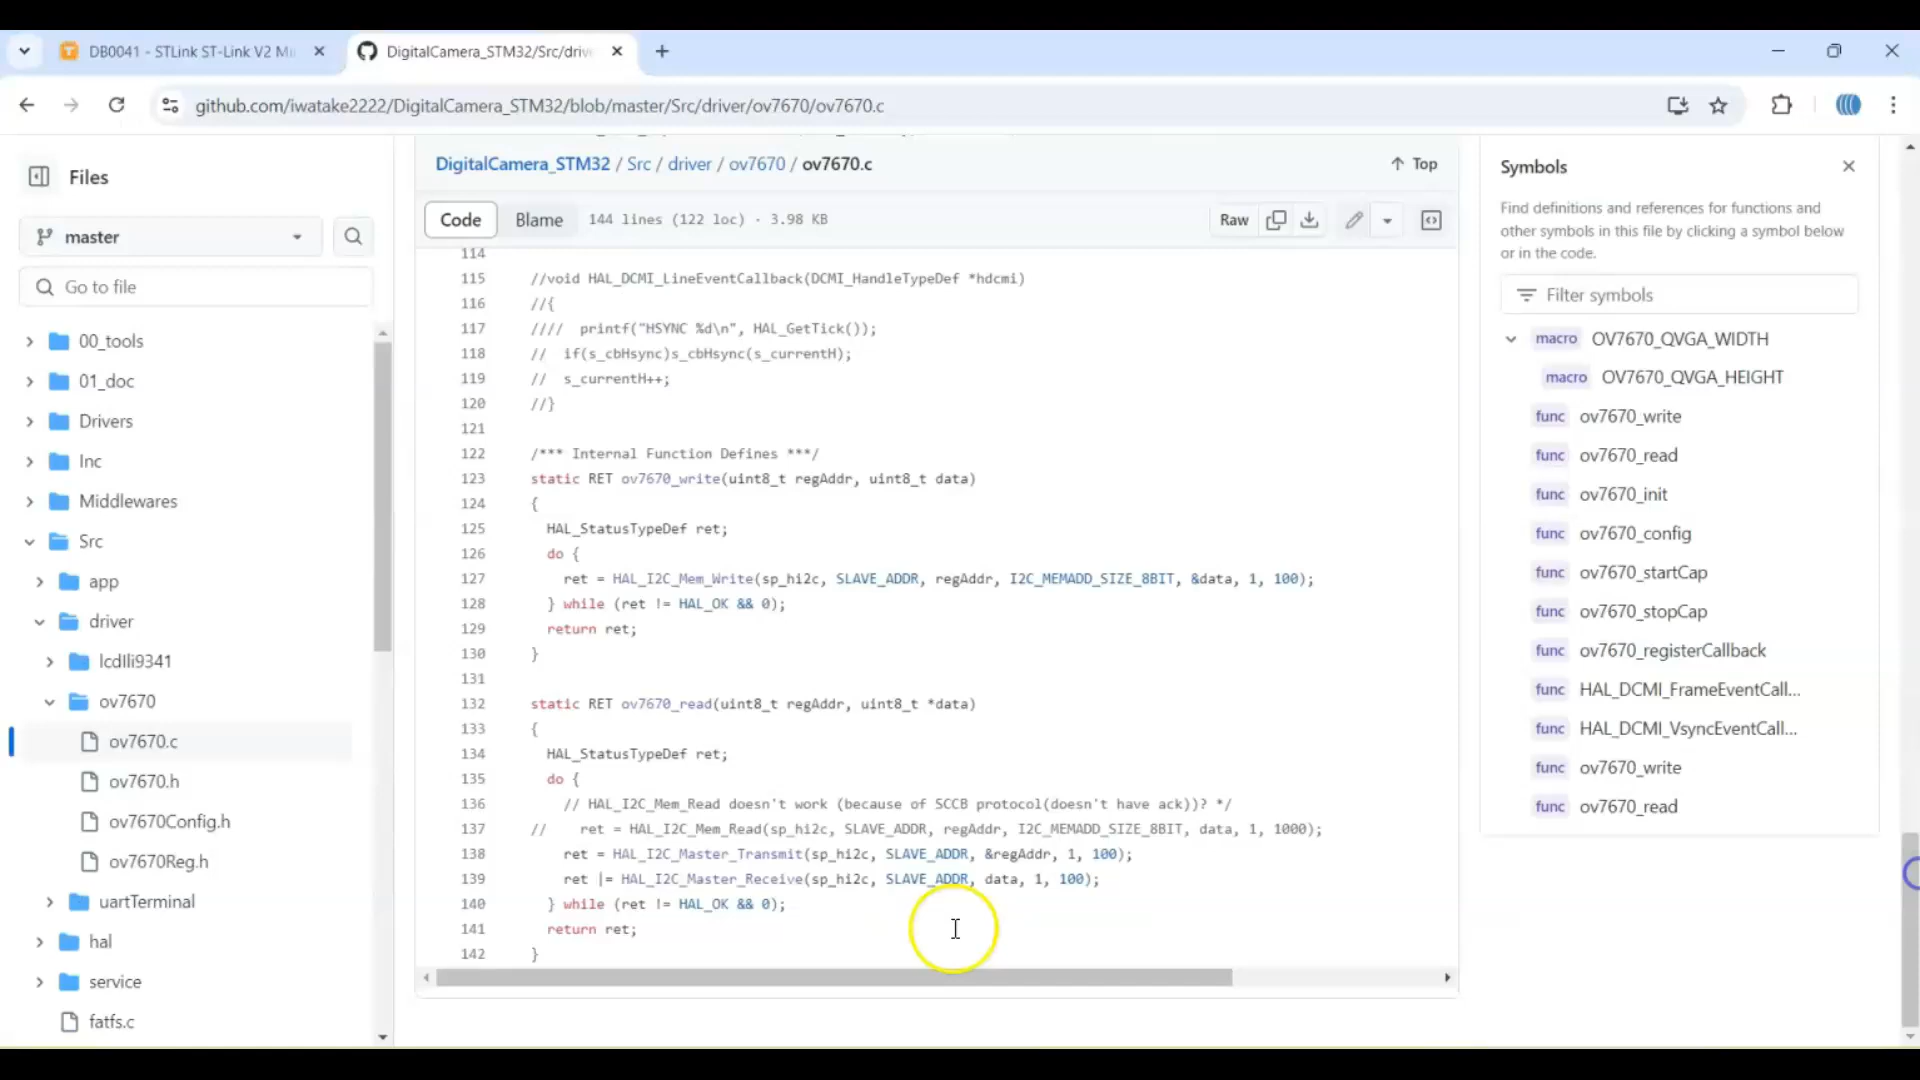 DB0041 - STLink ST-Link V2 Mi
DigitalCamera_STM32/Src/driv
github.com/iwatake2222/DigitalCamera_STM32/blob/master/Src/driver/ov7670/ov7670.c
Files
master
Go to file
00_tools
01_doc
Drivers
Inc
Middlewares
Src
app
driver
lcdIli9341
ov7670
ov7670.c
ov7670.h
ov7670Config.h
ov7670Reg.h
uartTerminal
hal
service
fatfs.c
DigitalCamera_STM32 / Src / driver / ov7670 / ov7670.c
Top
Code Blame 144 lines (122 loc) · 3.98 KB
Raw
114
115 //void HAL_DCMI_LineEventCallback(DCMI_HandleTypeDef *hdcmi)
116 //{
117 //// printf("HSYNC %d\n", HAL_GetTick());
118 // if(s_cbHsync)s_cbHsync(s_currentH);
119 // s_currentH++;
120 //}
121
122 /*** Internal Function Defines ***/
123 static RET ov7670_write(uint8_t regAddr, uint8_t data)
124 {
125 HAL_StatusTypeDef ret;
126 do {
127 ret = HAL_I2C_Mem_Write(sp_hi2c, SLAVE_ADDR, regAddr, I2C_MEMADD_SIZE_8BIT, &data, 1, 100);
128 } while (ret != HAL_OK && 0);
129 return ret;
130 }
131
132 static RET ov7670_read(uint8_t regAddr, uint8_t *data)
133 {
134 HAL_StatusTypeDef ret;
135 do {
136 // HAL_I2C_Mem_Read doesn't work (because of SCCB protocol(doesn't have ack))? */
137 // ret = HAL_I2C_Mem_Read(sp_hi2c, SLAVE_ADDR, regAddr, I2C_MEMADD_SIZE_8BIT, data, 1, 1000);
138 ret = HAL_I2C_Master_Transmit(sp_hi2c, SLAVE_ADDR, &regAddr, 1, 100);
139 ret |= HAL_I2C_Master_Receive(sp_hi2c, SLAVE_ADDR, data, 1, 100);
140 } while (ret != HAL_OK && 0);
141 return ret;
142 }
Symbols
Find definitions and references for functions and
other symbols in this file by clicking a symbol below
or in the code.
Filter symbols
macro OV7670_QVGA_WIDTH
macro OV7670_QVGA_HEIGHT
func ov7670_write
func ov7670_read
func ov7670_init
func ov7670_config
func ov7670_startCap
func ov7670_stopCap
func ov7670_registerCallback
func HAL_DCMI_FrameEventCall...
func HAL_DCMI_VsyncEventCall...
func ov7670_write
func ov7670_read